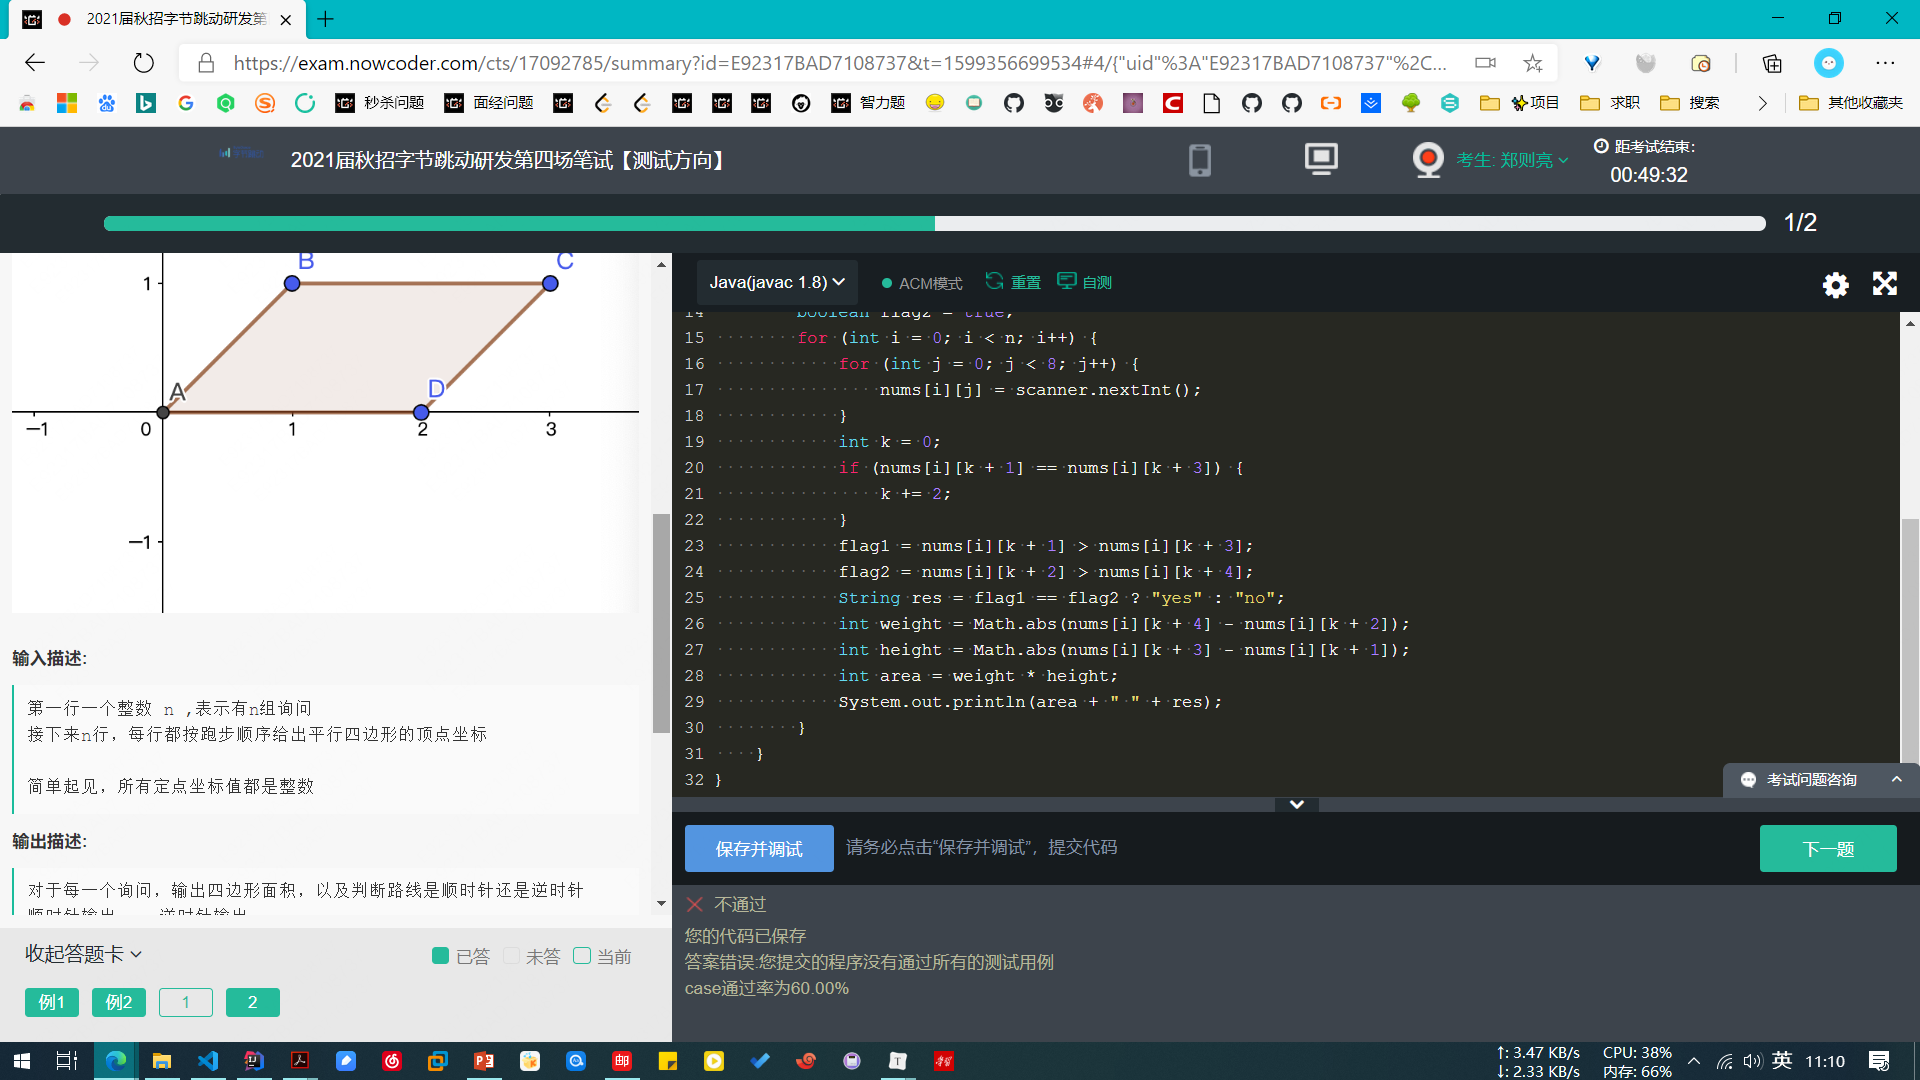 2021届秋招字节跳动研发第
https://exam.nowcoder.com/cts/17092785/summary?id=E92317BAD7108737&t=1599356699534#4/{"uid"%3A"E92317BAD7108737"%2C...
秒杀问题
面经问题
智力题
项目
求职
搜索
其他收藏夹
2021届秋招字节跳动研发第四场笔试【测试方向】
考生: 郑则亮
距考试结束:
00:49:32
1/2
B
C
1
A
D
−1
0
1
2
3
−1
输入描述:
第一行一个整数 n ,表示有n组询问
接下来n行，每行都按跑步顺序给出平行四边形的顶点坐标
简单起见，所有定点坐标值都是整数
输出描述:
对于每一个询问，输出四边形面积，以及判断路线是顺时针还是逆时针
收起答题卡
已答
未答
当前
例1
例2
1
2
Java(javac 1.8)
ACM模式
重置
自测
14 boolean flag2 = true;
15 for (int i = 0; i < n; i++) {
16 for (int j = 0; j < 8; j++) {
17 nums[i][j] = scanner.nextInt();
18 }
19 int k = 0;
20 if (nums[i][k + 1] == nums[i][k + 3]) {
21 k += 2;
22 }
23 flag1 = nums[i][k + 1] > nums[i][k + 3];
24 flag2 = nums[i][k + 2] > nums[i][k + 4];
25 String res = flag1 == flag2 ? "yes" : "no";
26 int weight = Math.abs(nums[i][k + 4] - nums[i][k + 2]);
27 int height = Math.abs(nums[i][k + 3] - nums[i][k + 1]);
28 int area = weight * height;
29 System.out.println(area + " " + res);
30 }
31 }
32 }
考试问题咨询
保存并调试
请务必点击“保存并调试”，提交代码
下一题
不通过
您的代码已保存
答案错误:您提交的程序没有通过所有的测试用例
case通过率为60.00%
↑: 3.47 KB/s
↓: 2.33 KB/s
CPU: 38%
内存: 66%
英
11:10